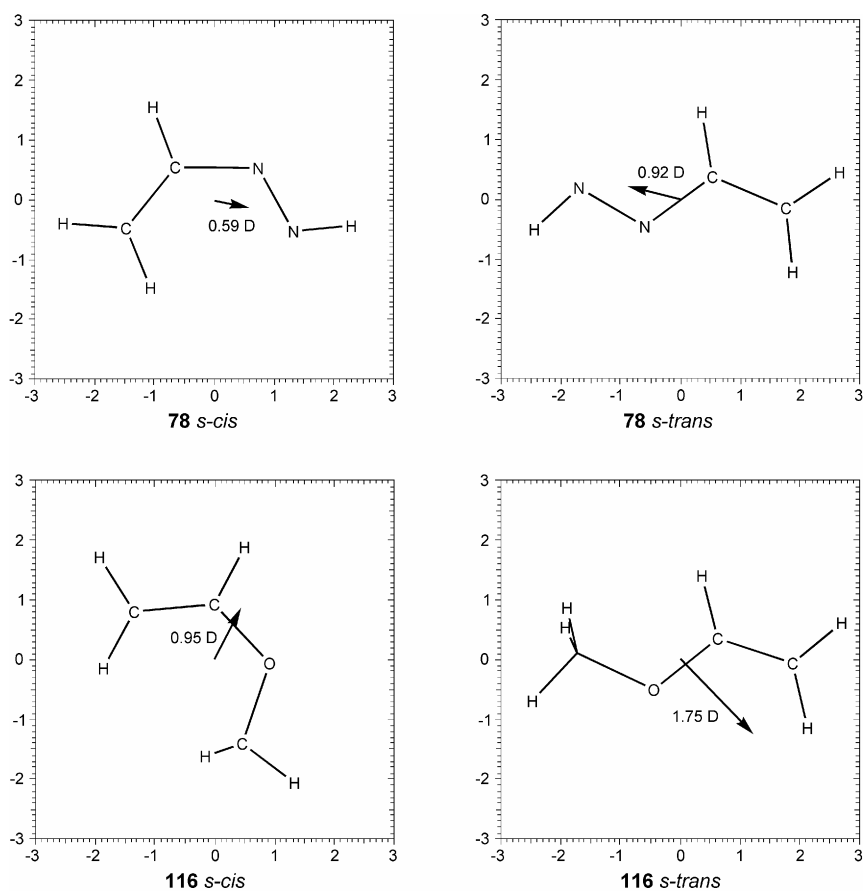 3
2
H
1
C N
0
0.59 D
H C N H
-1
H
-2
-3
-3 -2 -1 0 1 2 3
78 s-cis
3
2
H
1
0.92 D C H
0 N
C
H N
-1
H
-2
-3
-3 -2 -1 0 1 2 3
78 s-trans
3
2
H
H
1
C C
0.95 D
0 H O
-1
H C
-2 H
-3
-3 -2 -1 0 1 2 3
116 s-cis
3
2
H
1
H
H C H
0 C
O
H
1.75 D
-1 H
-2
-3
-3 -2 -1 0 1 2 3
116 s-trans